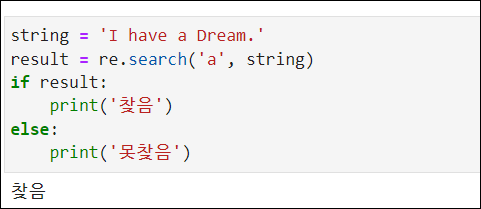 string = 'I have a Dream.'
result = re.search('a', string)
if result:
    print('찾음')
else:
    print('못찾음')
찾음